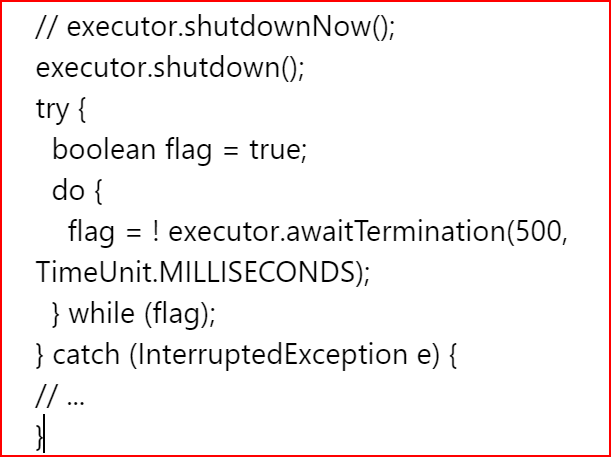 // executor.shutdownNow();
executor.shutdown();
try {
  boolean flag = true;
  do {
    flag = ! executor.awaitTermination(500,
TimeUnit.MILLISECONDS);
  } while (flag);
} catch (InterruptedException e) {
// ...
}